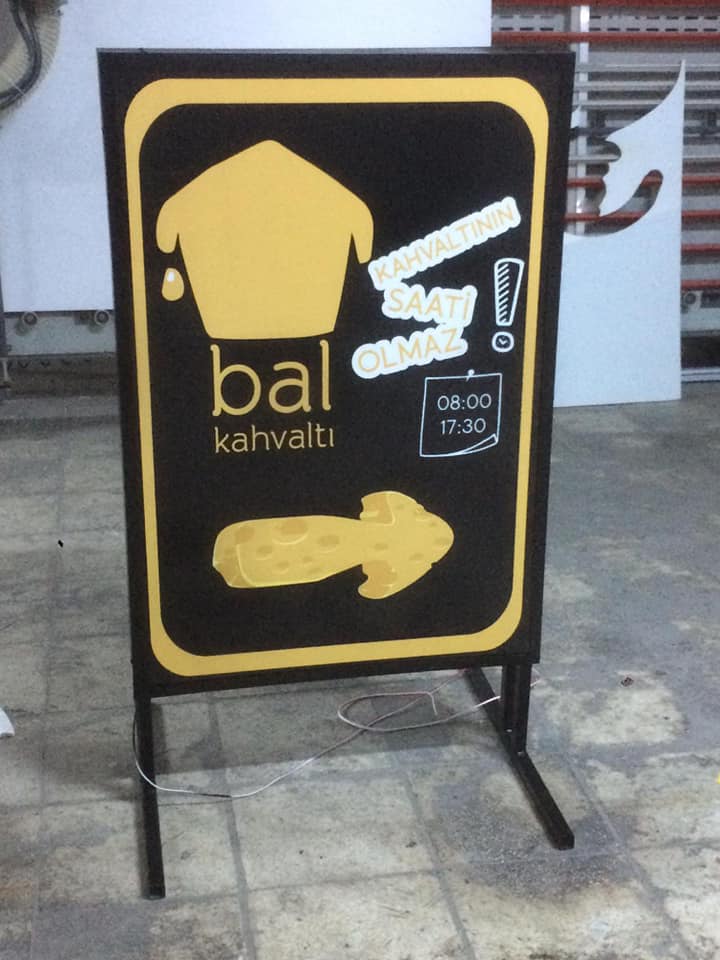 KAHVALTININ
SAATİ
OLMAZ
!
bal
kahvaltı
08:00
17:30